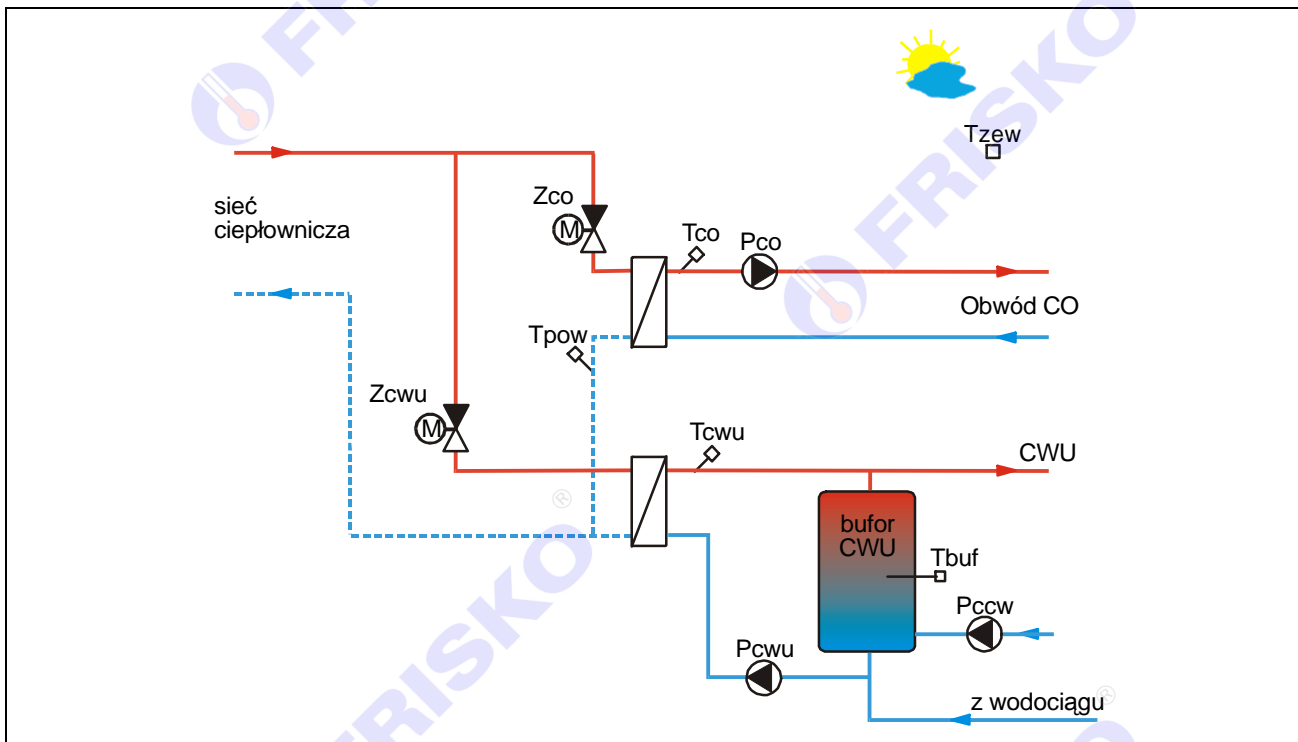 FRISKO
Tzew
FRISKO
Zco
sieć
ciepłownicza
M
Tco
Pco
Obwód CO
Tpow
Zcwu
M
Tcwu
CWU
®
bufor
CWU
Tbuf
FRISKO
Pccw
Pcwu
®
z wodociągu
FRISKO